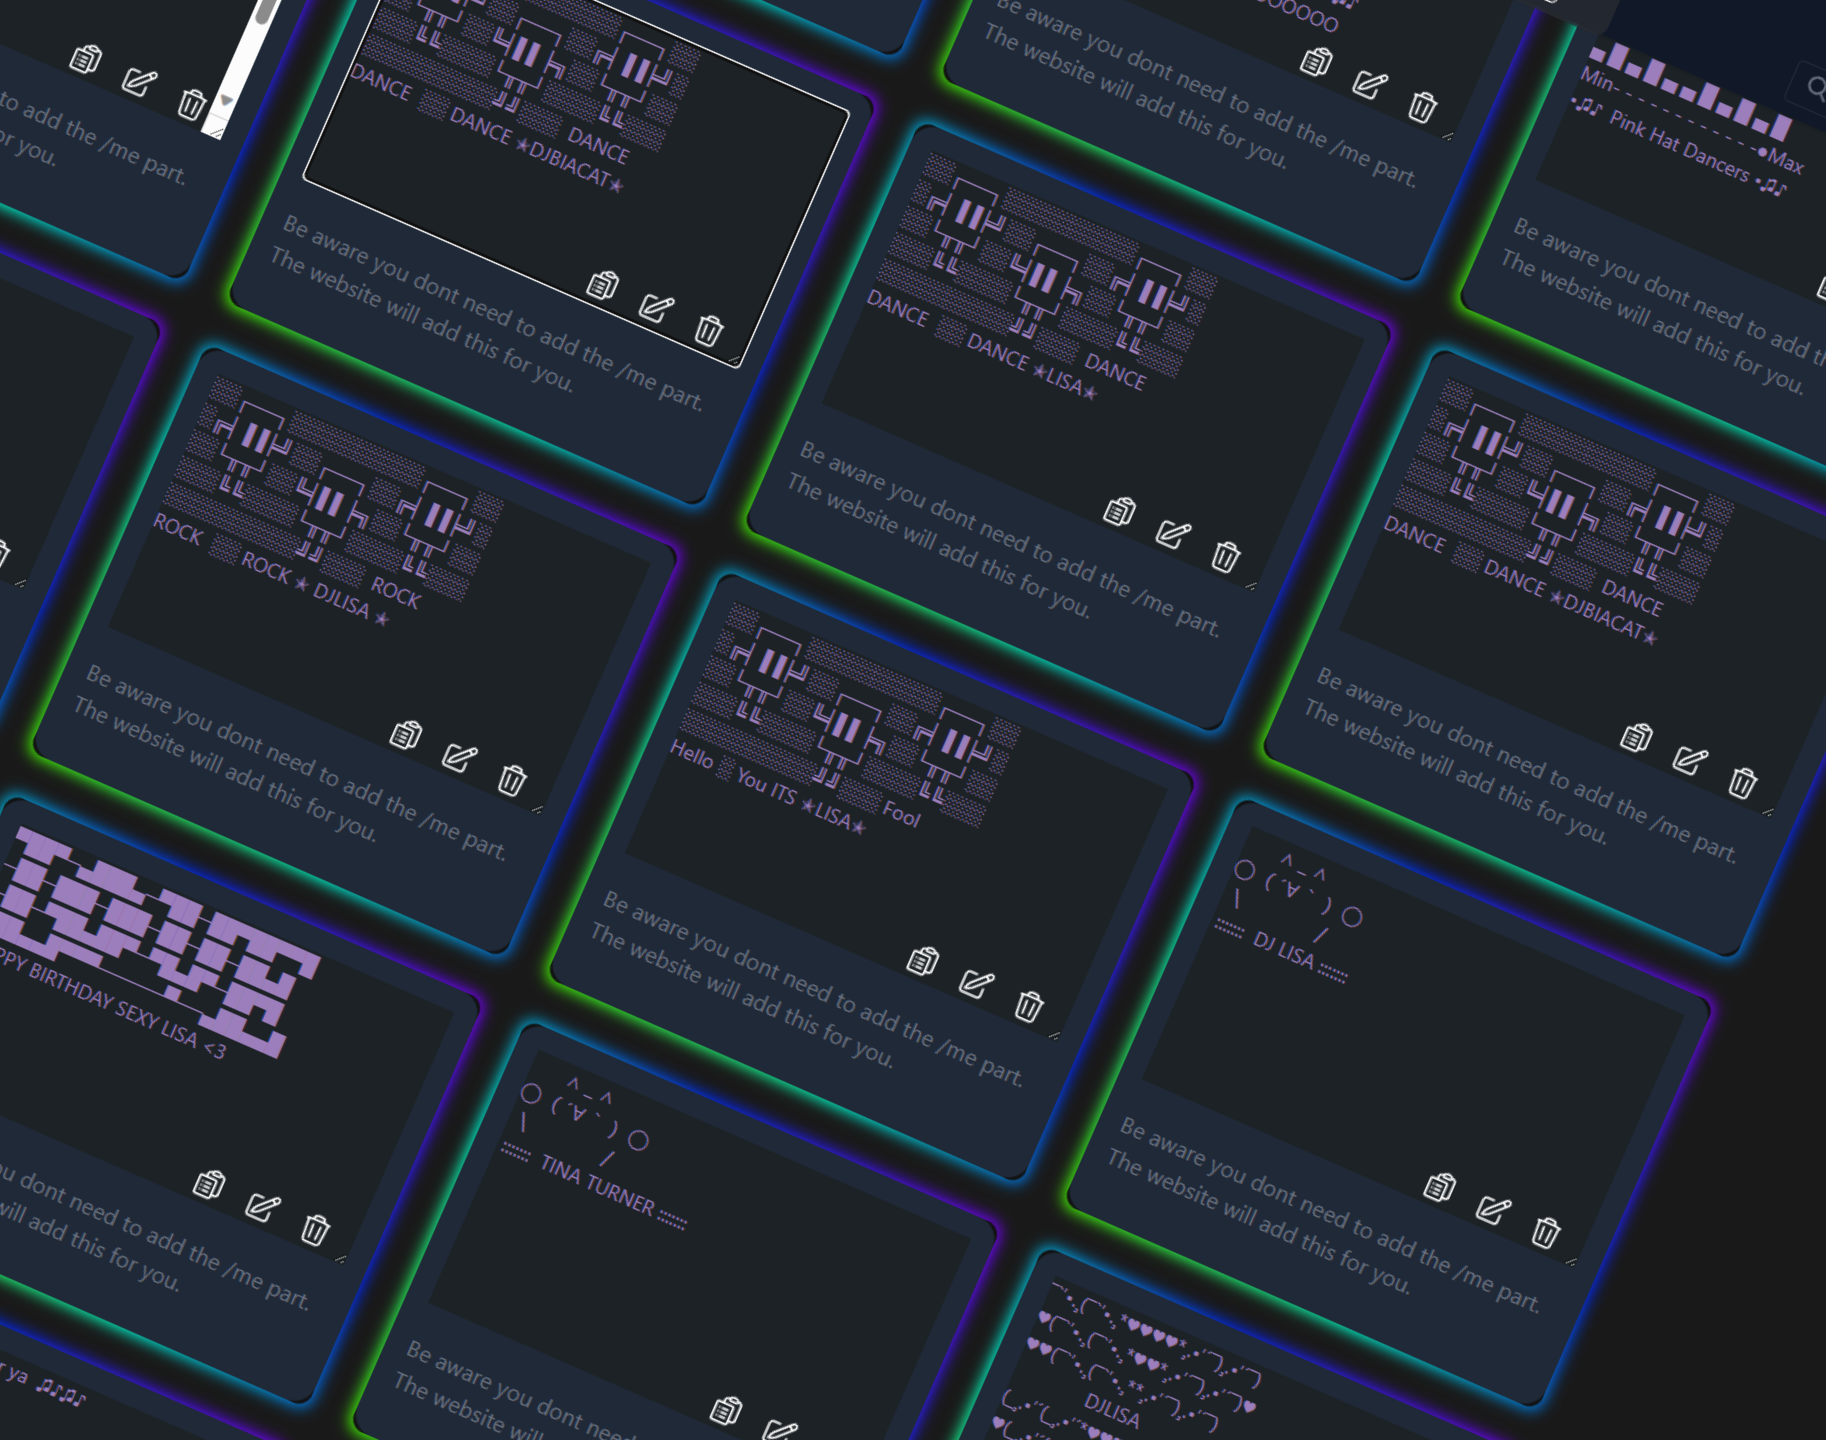 to add the /me part.
or you.
DANCE ░░ DANCE ░░░░ DANCE
★DJBIACAT★
Be aware you dont need to add the /me part.
The website will add this for you.
OOOOO
Be aware you dont need to add the /me part.
The website will add this for you.
Min- - - - - - - - - -●Max
•♫♪ Pink Hat Dancers •♫♪
Be aware you dont need to add th
The website will add this for you.
DANCE ░░ DANCE ░░░░ DANCE
★LISA★
Be aware you dont need to add the /me part.
The website will add this for you.
DANCE ░░ DANCE ░░░░ DANCE
★DJBIACAT★
Be aware you dont need to add the /me part.
The website will add this for you.
ROCK ░░ ROCK ░░░░ ROCK
★ DJLISA ★
Be aware you dont need to add the /me part.
The website will add this for you.
Hello ░ You ITS ░░░░ Fool
★LISA★
Be aware you dont need to add the /me part.
The website will add this for you.
DJ LISA
Be aware you dont need to add the /me part.
The website will add this for you.
PPY BIRTHDAY SEXY LISA <3
ou dont need to add the /me part.
will add this for you.
TINA TURNER
Be aware you dont need
The website will add this
DJLISA
r ya ♫♪♫♪